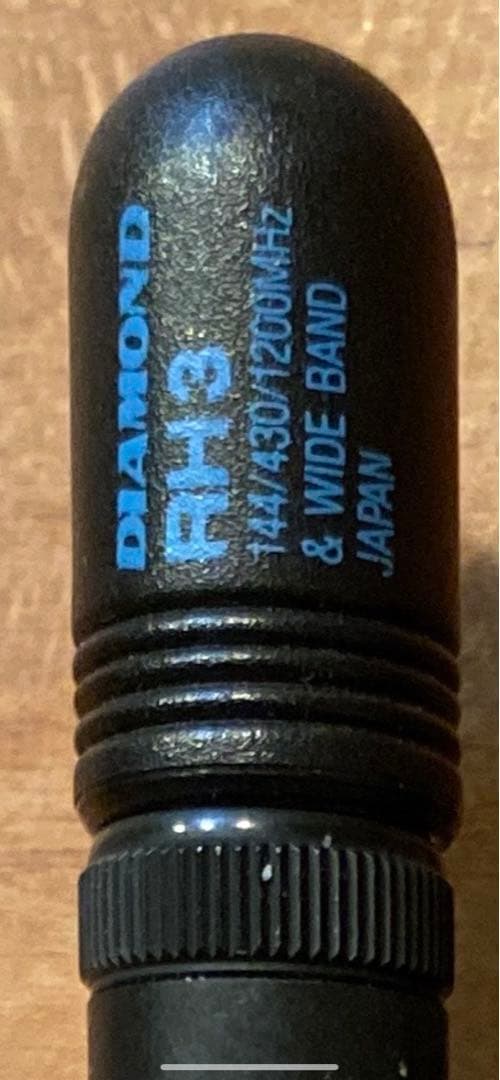 DIAMOND
RH3
144/430/1200MHz
& WIDE BAND
JAPAN